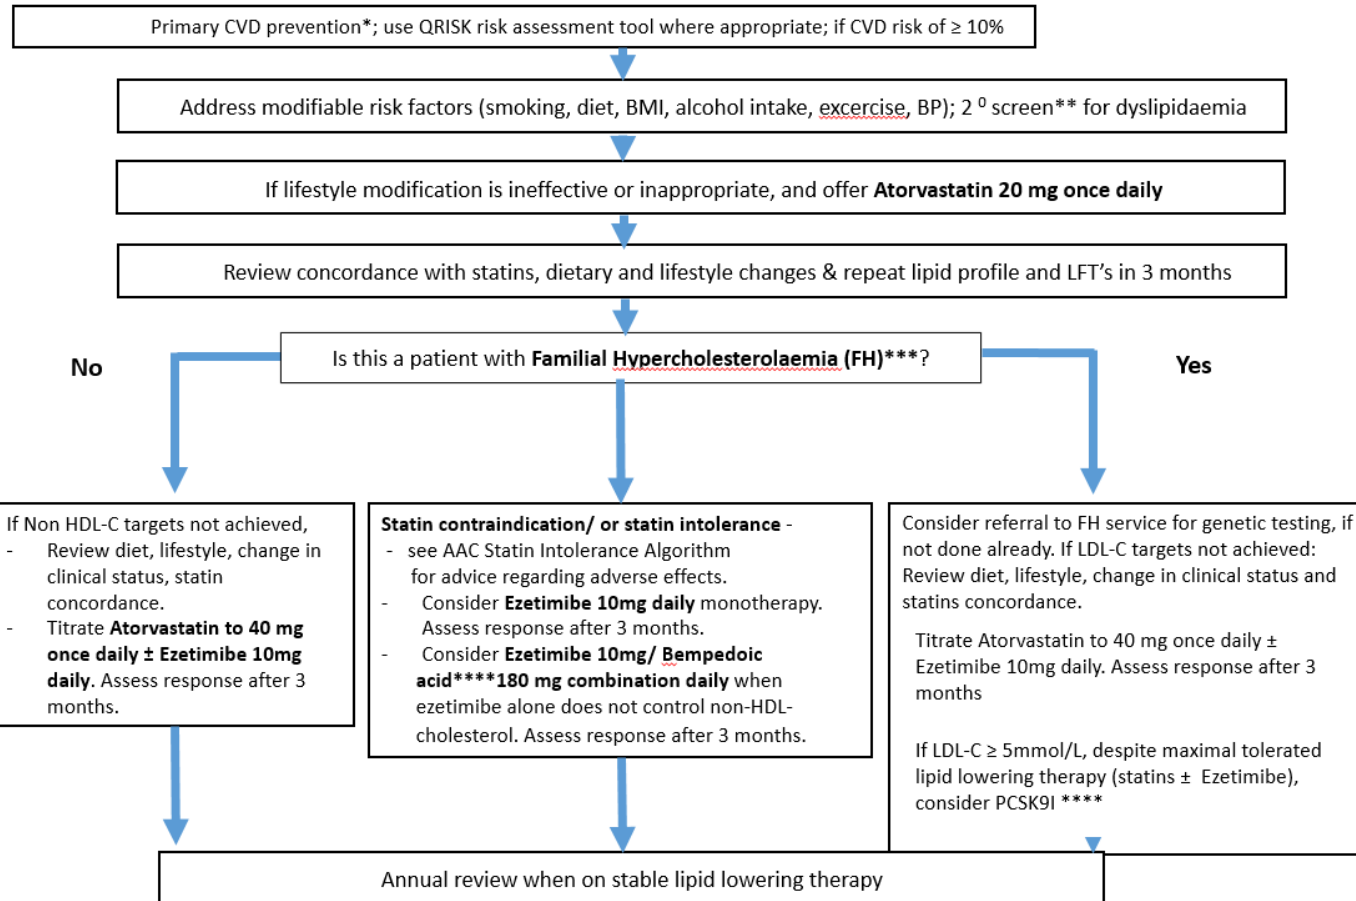 Primary CVD prevention*; use QRISK risk assessment tool where appropriate; if CVD risk of ≥ 10%
Address modifiable risk factors (smoking, diet, BMI, alcohol intake, excercise, BP); 2 ⁰ screen** for dyslipidaemia
If lifestyle modification is ineffective or inappropriate, and offer Atorvastatin 20 mg once daily
Review concordance with statins, dietary and lifestyle changes & repeat lipid profile and LFT's in 3 months
Is this a patient with Familial Hypercholesterolaemia (FH)***?
No
Yes
If Non HDL-C targets not achieved,
- Review diet, lifestyle, change in
clinical status, statin
concordance.
- Titrate Atorvastatin to 40 mg
once daily ± Ezetimibe 10mg
daily. Assess response after 3
months.
Statin contraindication/ or statin intolerance -
- see AAC Statin Intolerance Algorithm
for advice regarding adverse effects.
- Consider Ezetimibe 10mg daily monotherapy.
Assess response after 3 months.
- Consider Ezetimibe 10mg/ Bempedoic
acid****180 mg combination daily when
ezetimibe alone does not control non-HDL-
cholesterol. Assess response after 3 months.
Consider referral to FH service for genetic testing, if
not done already. If LDL-C targets not achieved:
Review diet, lifestyle, change in clinical status and
statins concordance.
Titrate Atorvastatin to 40 mg once daily ±
Ezetimibe 10mg daily. Assess response after 3
months
If LDL-C ≥ 5mmol/L, despite maximal tolerated
lipid lowering therapy (statins ± Ezetimibe),
consider PCSK9I ****
Annual review when on stable lipid lowering therapy